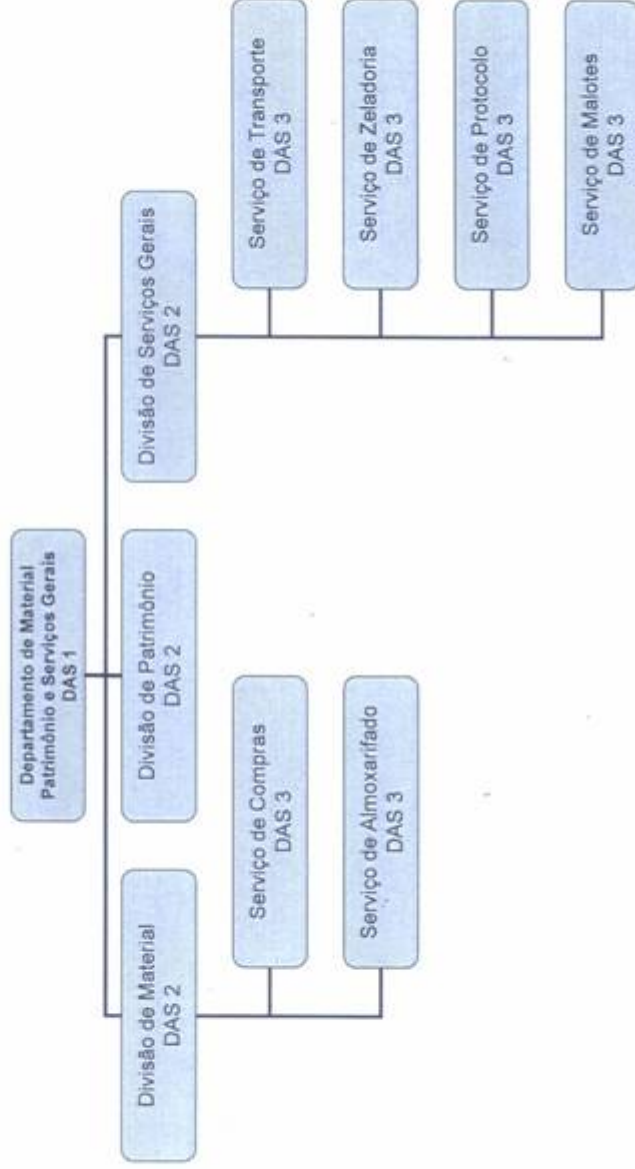 Departamento de Material
Patrimônio e Serviços Gerais
DAS 1
Divisão de Material
DAS 2
Serviço de Compras
DAS 3
Serviço de Almoxarifado
DAS 3
Divisão de Patrimônio
DAS 2
Divisão de Serviços Gerais
DAS 2
Serviço de Transporte
DAS 3
Serviço de Zeladoria
DAS 3
Serviço de Protocolo
DAS 3
Serviço de Malotes
DAS 3